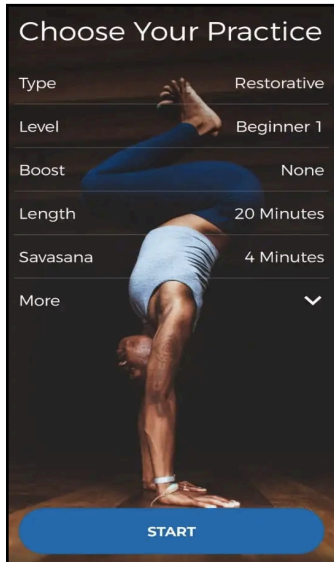 Choose Your Practice
Type Restorative
Level Beginner 1
Boost None
Length 20 Minutes
Savasana 4 Minutes
More
START